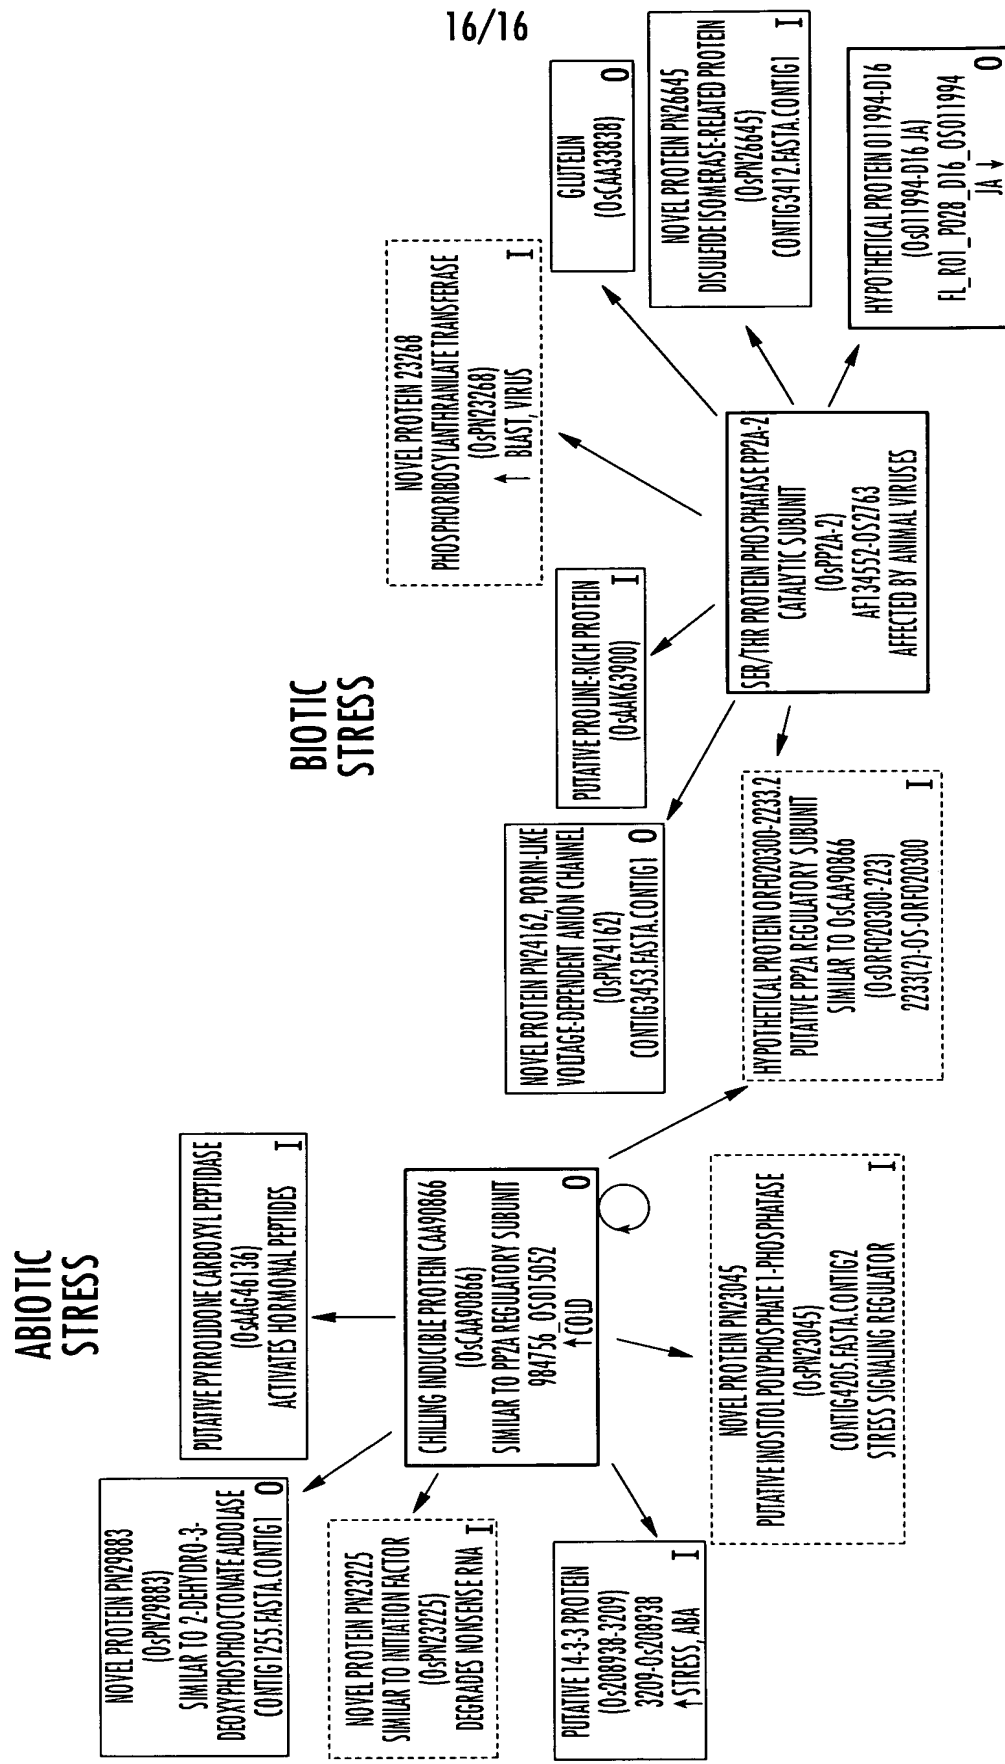 16/16
ABIOTIC
STRESS
BIOTIC
STRESS
NOVEL PROTEIN PN29883
(OsPN29883)
SIMILAR TO 2-DEHYDRO-3-
DEOXYPHOSPHOOCTONATE ALDOLASE
CONTIG1255.FASTA.CONTIG1 O
PUTATIVE PYRROLIDONE CARBOXYL PEPTIDASE
(OsAAG46136)
ACTIVATES HORMONAL PEPTIDES I
NOVEL PROTEIN PN23225
SIMILAR TO INITIATION FACTOR
(OsPN23225)
DEGRADES NONSENSE RNA I
CHILLING INDUCIBLE PROTEIN CAA90866
(OsCAA90866)
SIMILAR TO PP2A REGULATORY SUBUNIT
984756_OS015052
↑COLD O
PUTATIVE 14-3-3 PROTEIN
(Os208938-3209)
3209-Os208938
↑STRESS, ABA I
NOVEL PROTEIN PN23045
PUTATIVE INOSITOL POLYPHOSPHATE 1-PHOSPHATASE
(OsPN23045)
CONTIG4205.FASTA.CONTIG2
STRESS SIGNALING REGULATOR I
NOVEL PROTEIN PN24162, PORIN-LIKE
VOLTAGE-DEPENDENT ANION CHANNEL
(OsPN24162)
CONTIG3453.FASTA.CONTIG1 O
HYPOTHETICAL PROTEIN ORF020300-2233.2
PUTATIVE PP2A REGULATORY SUBUNIT
SIMILAR TO OsCAA90866
(OsORF020300-223)
2233(2)-OS-ORF020300 I
PUTATIVE PROLINE-RICH PROTEIN
(OsAAK63900) I
NOVEL PROTEIN 23268
PHOSPHORIBOSYLANTHRANILATE TRANSFERASE
(OsPN23268)
↑ BLAST, VIRUS I
SER/THR PROTEIN PHOSPHATASE PP2A-2
CATALYTIC SUBUNIT
(OsPP2A-2)
AF134552-OS2763
AFFECTED BY ANIMAL VIRUSES
GLUTELIN
(OsCAA33838) O
NOVEL PROTEIN PN26645
DISULFIDE ISOMERASE-RELATED PROTEIN
(OsPN26645)
CONTIG3412.FASTA.CONTIG1 I
HYPOTHETICAL PROTEIN 011994-D16
(Os011994-D16 JA)
FL_R01_P028_D16_OS011994
JA ↓ O